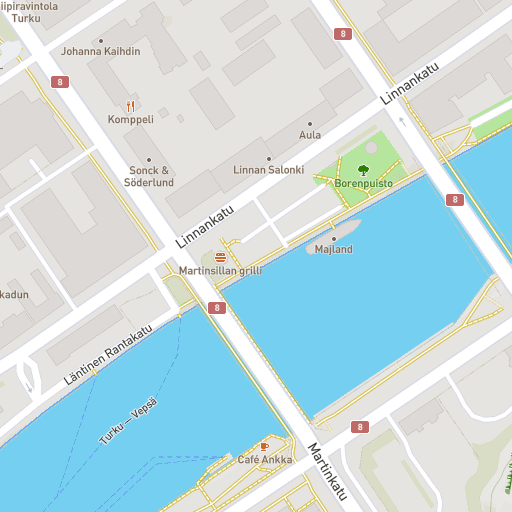 iipiravintola
Turku
Johanna Kaihdin
8
8
Linnankatu
Komppeli
Aula
Sonck &
Söderlund
Linnan Salonki
Borenpuisto
8
Linnankatu
Majland
Martinsillan grilli
kadun
8
Läntinen Rantakatu
Turku — Vepsä
8
Café Ankka
Martinkatu